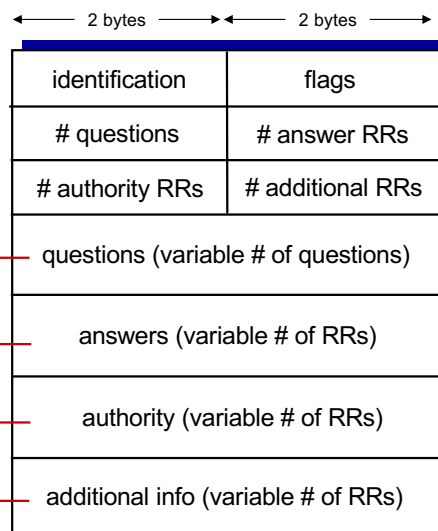 2 bytes 2 bytes
identification flags
# questions # answer RRs
# authority RRs # additional RRs
questions (variable # of questions)
answers (variable # of RRs)
authority (variable # of RRs)
additional info (variable # of RRs)